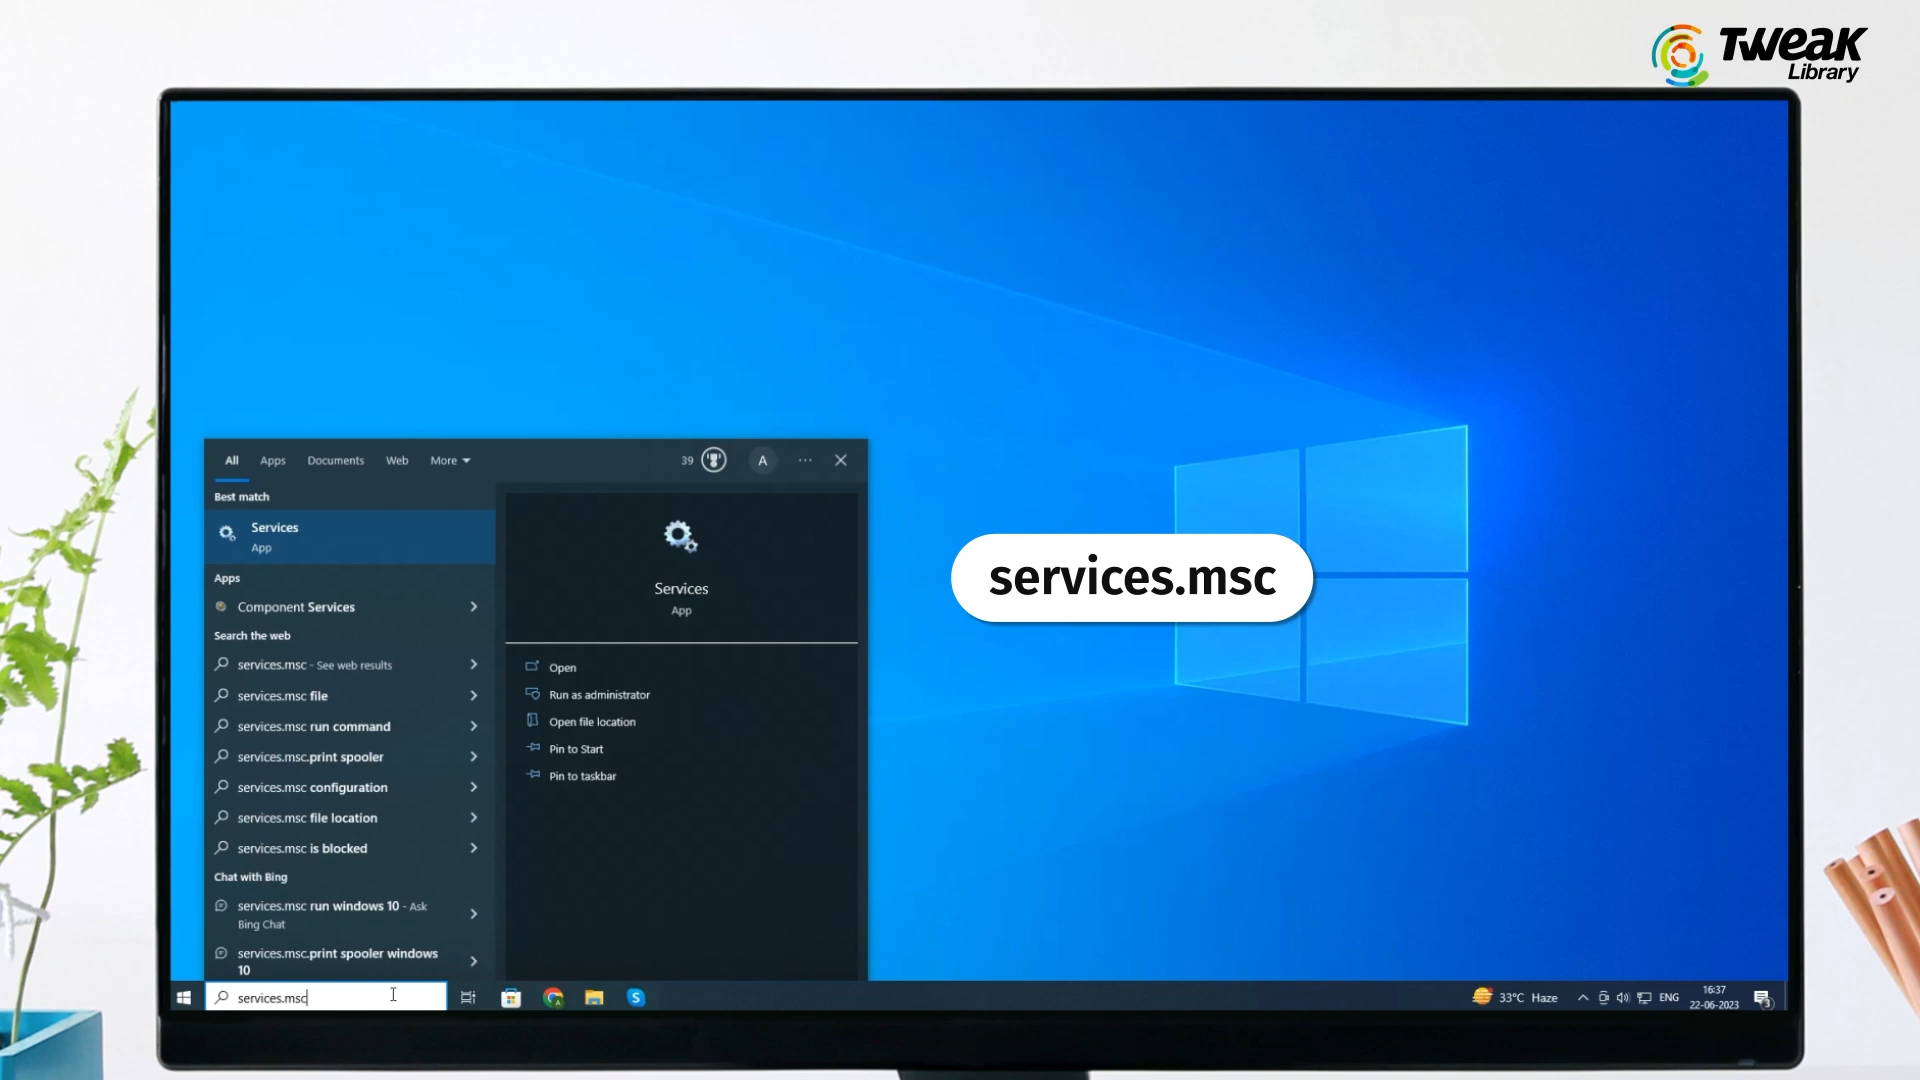 TWEAK
Library
All Apps Documents Web More 39 A
Best match
Services
App
Apps
Component Services
Search the web
services.msc - See web results
services.msc file
services.msc run command
services.msc.print spooler
services.msc configuration
services.msc file location
services.msc is blocked
Chat with Bing
services.msc run windows 10 - Ask
Bing Chat
services.msc.print spooler windows
10
Services
App
Open
Run as administrator
Open file location
Pin to Start
Pin to taskbar
services.msc
services.msc
33°C Haze
ENG
16:37
22-06-2023
3